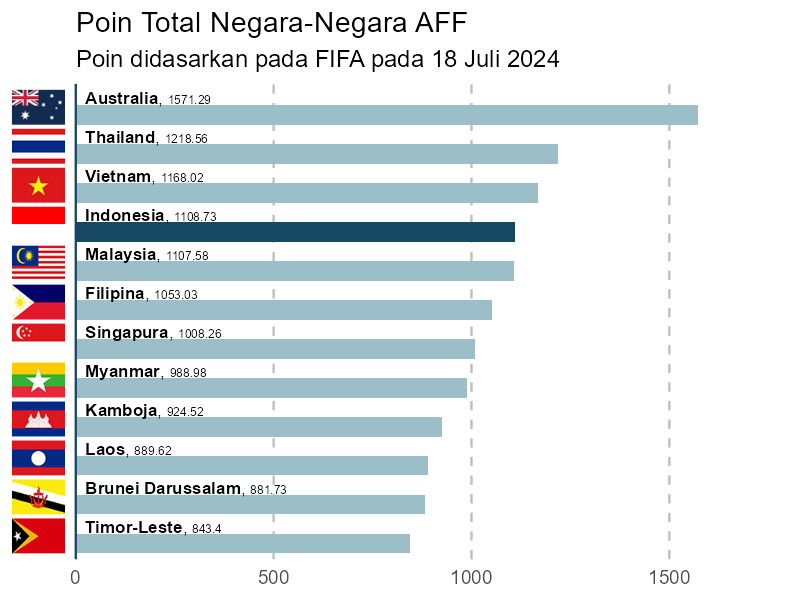 Poin Total Negara-Negara AFF
Poin didasarkan pada FIFA pada 18 Juli 2024
Australia, 1571.29
Thailand, 1218.56
Vietnam, 1168.02
Indonesia, 1108.73
Malaysia, 1107.58
Filipina, 1053.03
Singapura, 1008.26
Myanmar, 988.98
Kamboja, 924.52
Laos, 889.62
Brunei Darussalam, 881.73
Timor-Leste, 843.4
0 500 1000 1500